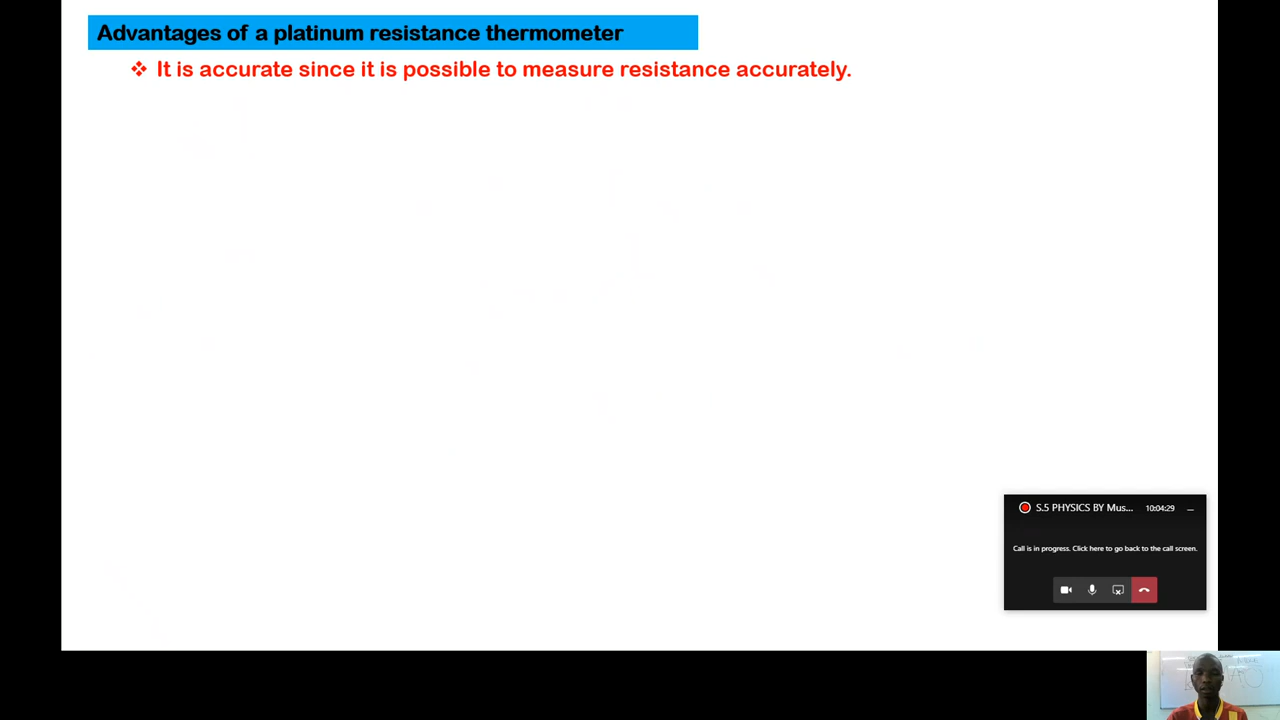 Advantages of a platinum resistance thermometer
❖ It is accurate since it is possible to measure resistance accurately.
S.5 PHYSICS BY Mus... 10:04:29
Call is in progress. Click here to go back to the call screen.